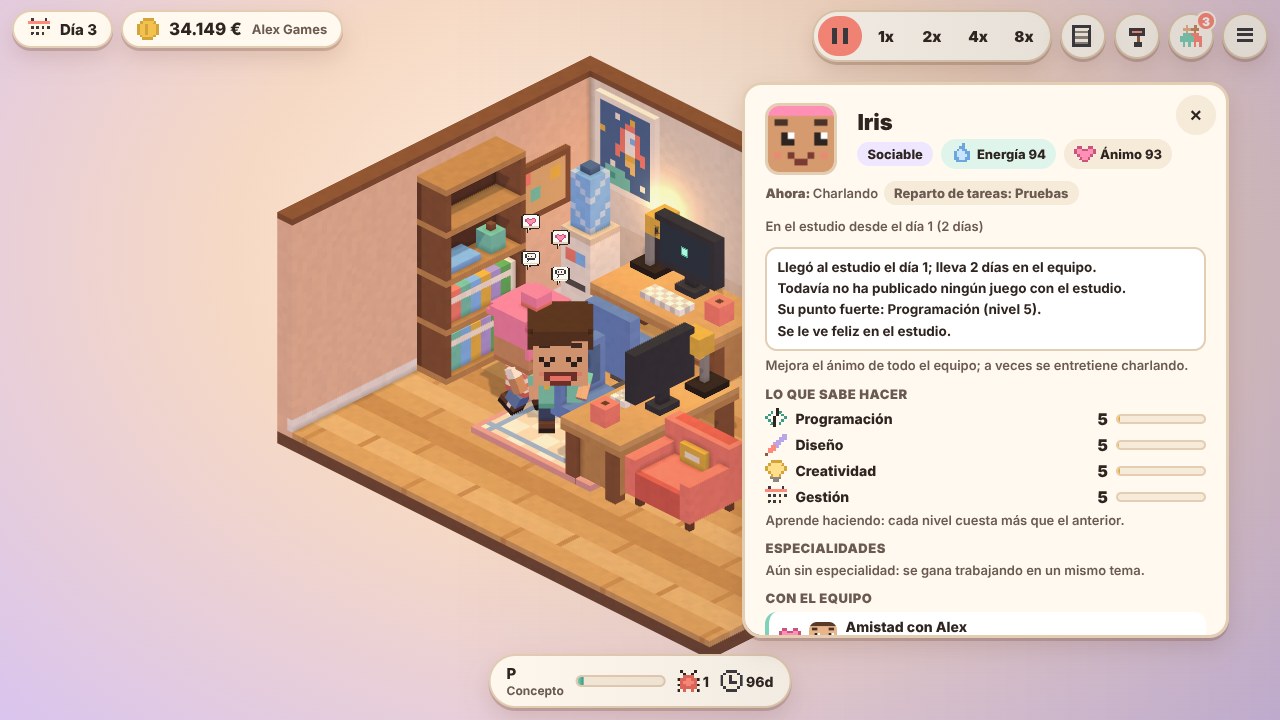 Día 3
34.149 € Alex Games
1x 2x 4x 8x
3
Iris
Sociable Energía 94 Ánimo 93
Ahora: Charlando Reparto de tareas: Pruebas
En el estudio desde el día 1 (2 días)
Llegó al estudio el día 1; lleva 2 días en el equipo.
Todavía no ha publicado ningún juego con el estudio.
Su punto fuerte: Programación (nivel 5).
Se le ve feliz en el estudio.
Mejora el ánimo de todo el equipo; a veces se entretiene charlando.
LO QUE SABE HACER
Programación 5
Diseño 5
Creatividad 5
Gestión 5
Aprende haciendo: cada nivel cuesta más que el anterior.
ESPECIALIDADES
Aún sin especialidad: se gana trabajando en un mismo tema.
CON EL EQUIPO
Amistad con Alex
P
Concepto
1 96d